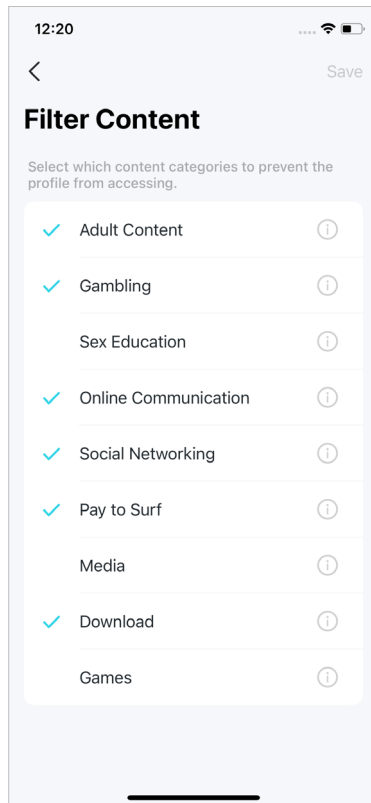 12:20
Save
Filter Content
Select which content categories to prevent the
profile from accessing.
Adult Content
Gambling
Sex Education
Online Communication
Social Networking
Pay to Surf
Media
Download
Games